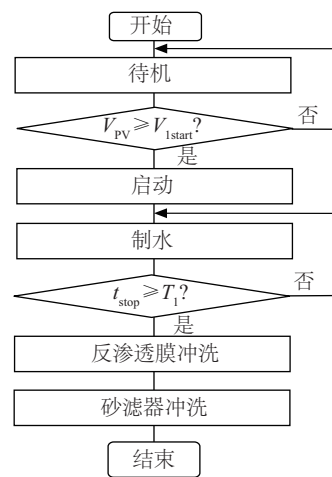 开始
待机
V_PV≥V_1start?
否
是
启动
制水
t_stop≥T_1?
否
是
反渗透膜冲洗
砂滤器冲洗
结束